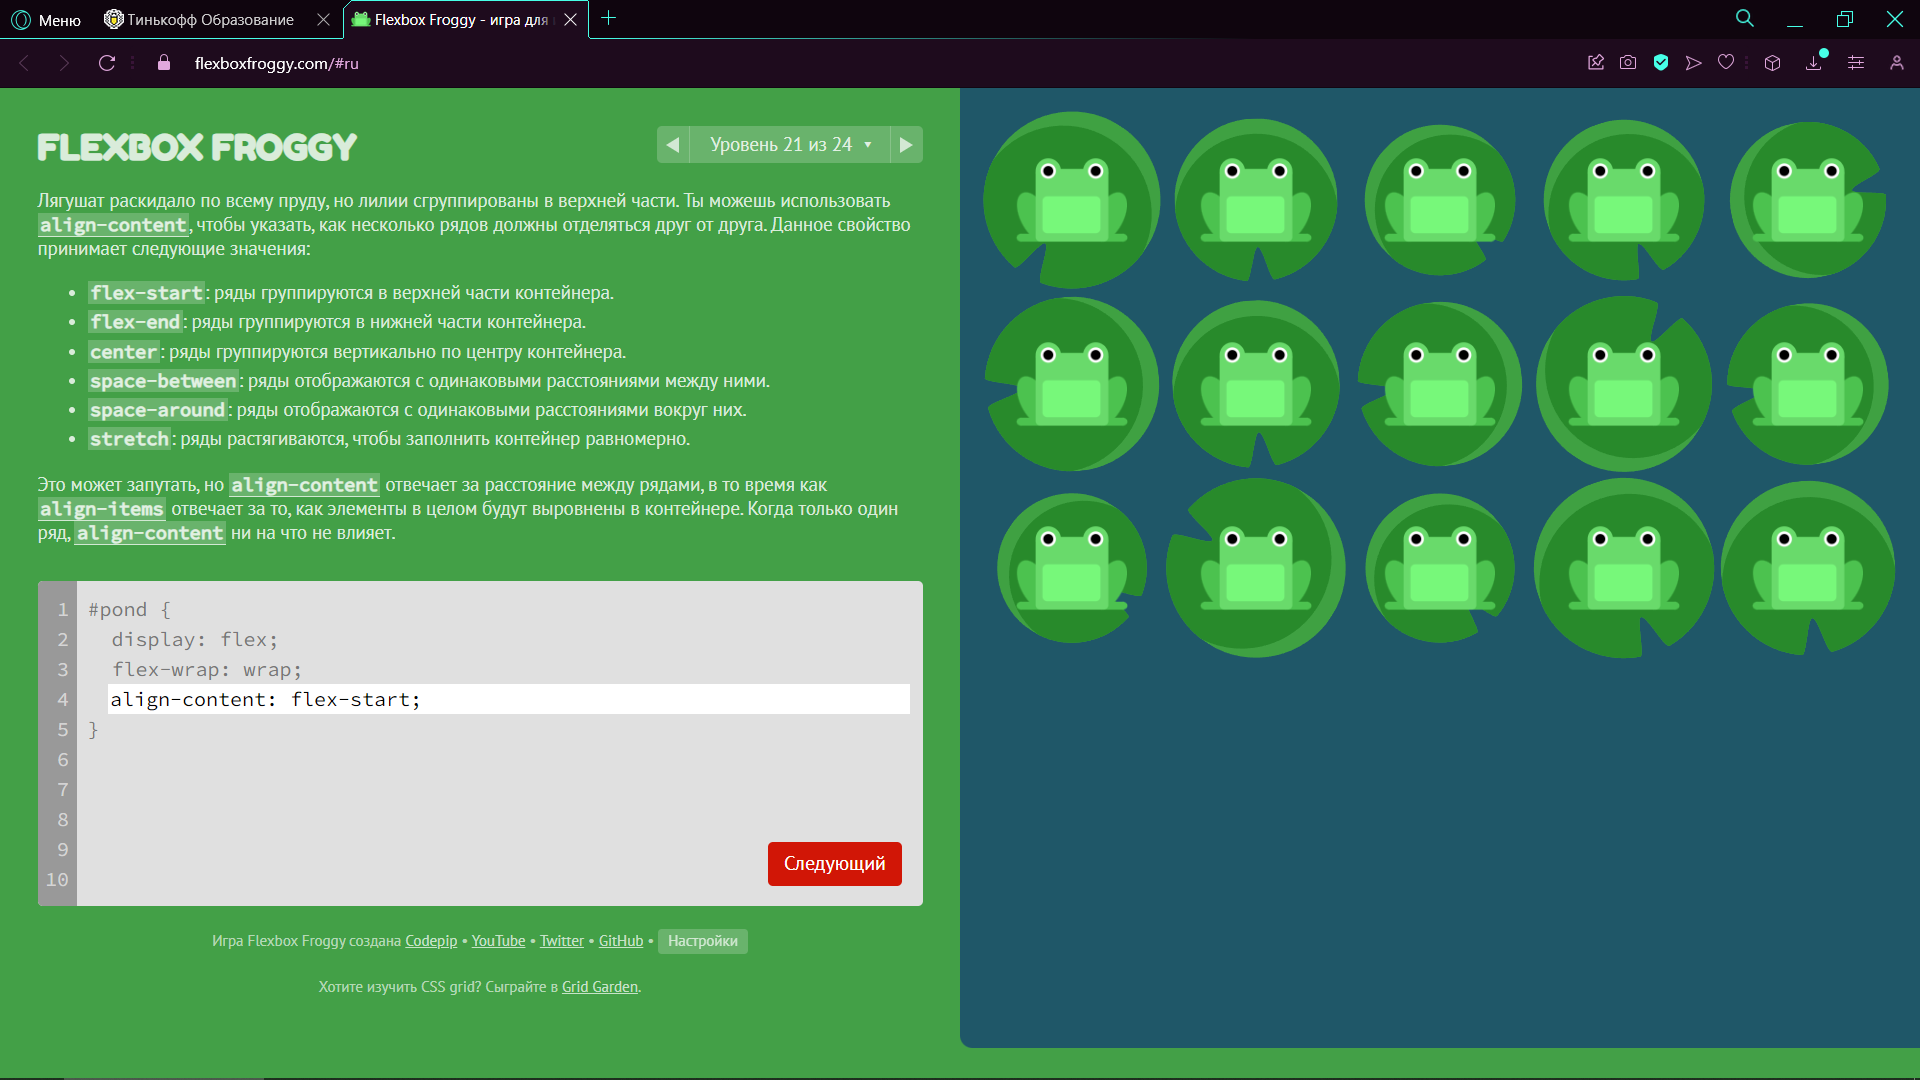 Меню
Тинькофф Образование
Flexbox Froggy - игра для
flexboxfroggy.com/#ru
FLEXBOX FROGGY
Уровень 21 из 24
Лягушат раскидало по всему пруду, но лилии сгруппированы в верхней части. Ты можешь использовать
align-content, чтобы указать, как несколько рядов должны отделяться друг от друга. Данное свойство
принимает следующие значения:
• flex-start: ряды группируются в верхней части контейнера.
• flex-end: ряды группируются в нижней части контейнера.
• center: ряды группируются вертикально по центру контейнера.
• space-between: ряды отображаются с одинаковыми расстояниями между ними.
• space-around: ряды отображаются с одинаковыми расстояниями вокруг них.
• stretch: ряды растягиваются, чтобы заполнить контейнер равномерно.
Это может запутать, но align-content отвечает за расстояние между рядами, в то время как
align-items отвечает за то, как элементы в целом будут выровнены в контейнере. Когда только один
ряд, align-content ни на что не влияет.
1 #pond {
2 display: flex;
3 flex-wrap: wrap;
4 align-content: flex-start;
5 }
6
7
8
9
10
Следующий
Игра Flexbox Froggy создана Codepip • YouTube • Twitter • GitHub • Настройки
Хотите изучить CSS grid? Сыграйте в Grid Garden.